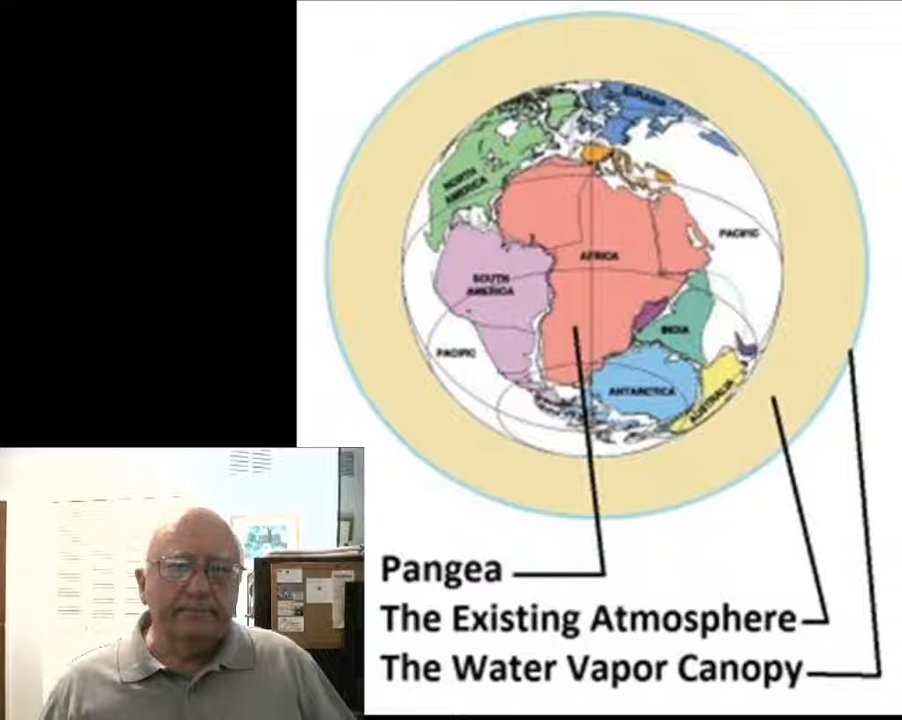 EURASIA
NORTH
AMERICA
PACIFIC
AFRICA
SOUTH
AMERICA
INDIA
PACIFIC
ANTARCTICA
AUSTRALIA
Pangea
The Existing Atmosphere
The Water Vapor Canopy